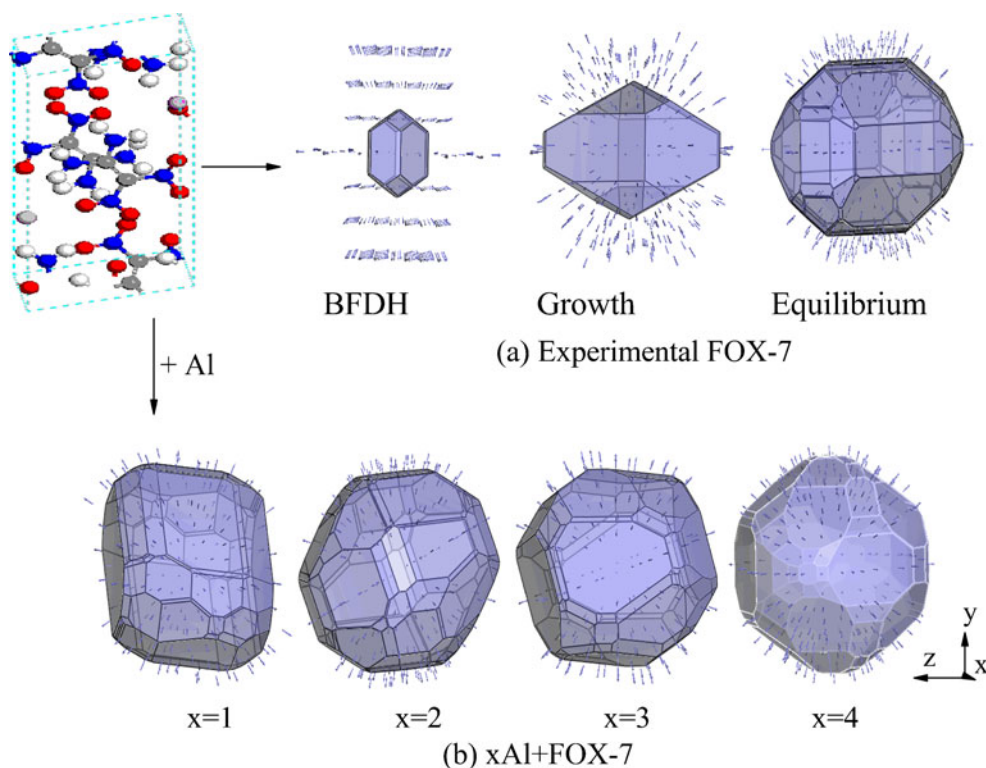 BFDH Growth Equilibrium
(a) Experimental FOX-7
+ Al
y
z x
x=1 x=2 x=3 x=4
(b) xAl+FOX-7